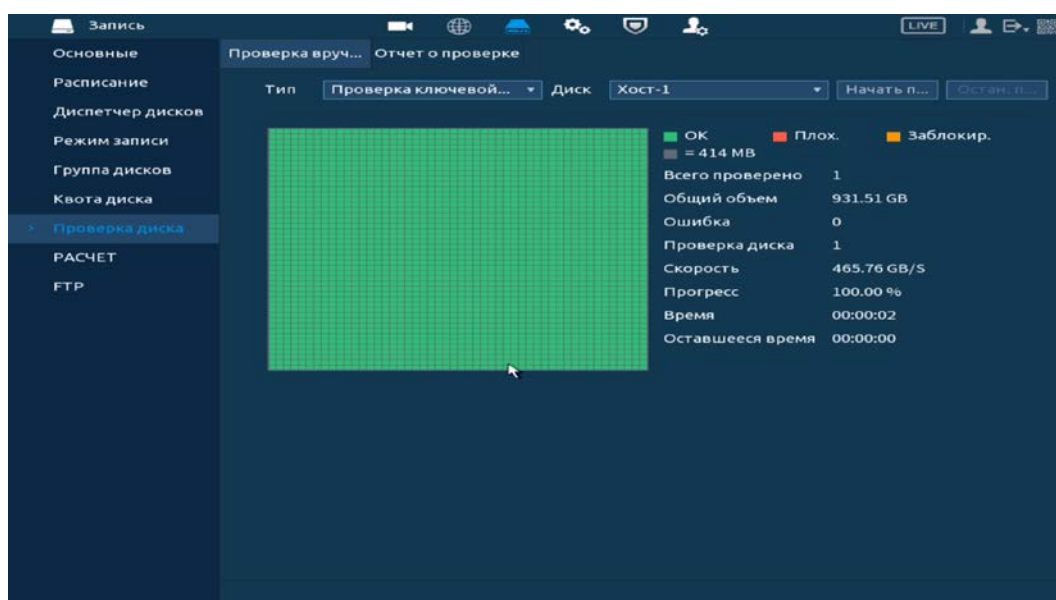 Запись LIVE
Основные
Расписание
Диспетчер дисков
Режим записи
Группа дисков
Квота диска
Проверка диска
РАСЧЕТ
FTP
Проверка вруч... Отчет о проверке
Тип Проверка ключевой... Диск Хост-1 Начать п... Остан. п...
ОК Плох. Заблокир.
= 414 MB
Всего проверено 1
Общий объем 931.51 GB
Ошибка 0
Проверка диска 1
Скорость 465.76 GB/S
Прогресс 100.00 %
Время 00:00:02
Оставшееся время 00:00:00